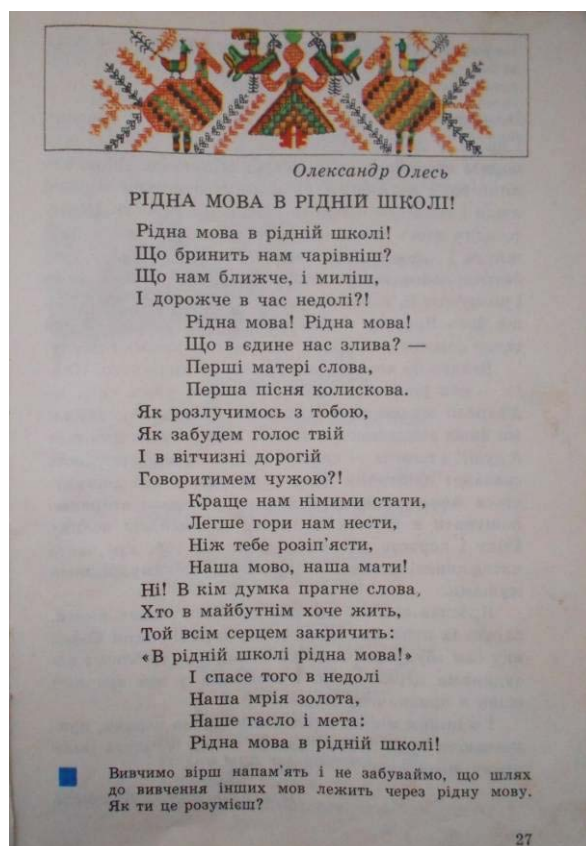 Олександр Олесь
РІДНА МОВА В РІДНІЙ ШКОЛІ!
Рідна мова в рідній школі!
Що бринить нам чарівніш?
Що нам ближче, і миліш,
І дорожче в час недолі?!
Рідна мова! Рідна мова!
Що в єдине нас злива? —
Перші матері слова,
Перша пісня колискова.
Як розлучимось з тобою,
Як забудем голос твій
І в вітчизні дорогій
Говоритимем чужою?!
Краще нам німими стати,
Легше гори нам нести,
Ніж тебе розіп'ясти,
Наша мово, наша мати!
Ні! В кім думка прагне слова,
Хто в майбутнім хоче жить,
Той всім серцем закричить:
«В рідній школі рідна мова!»
І спасе того в недолі
Наша мрія золота,
Наше гасло і мета:
Рідна мова в рідній школі!
Вивчимо вірш напам'ять і не забуваймо, що шлях
до вивчення інших мов лежить через рідну мову.
Як ти це розумієш?
27